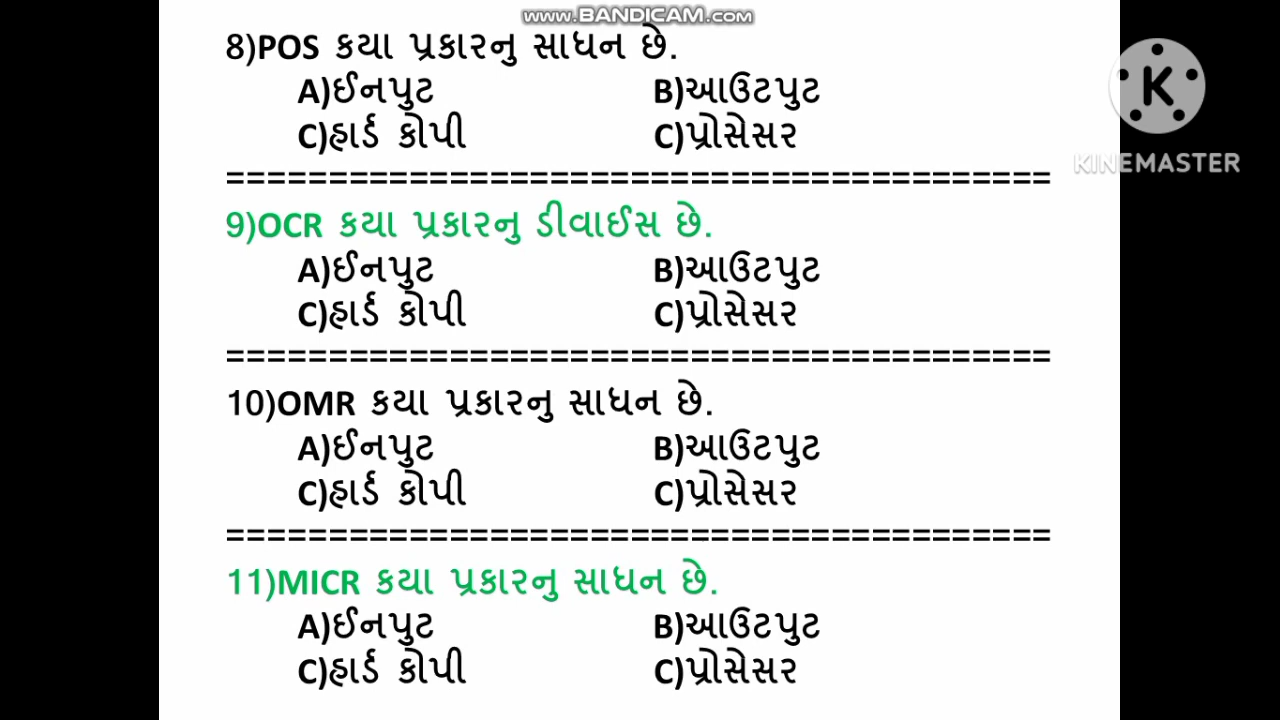 www.BANDICAM.com
8)POS કયા પ્રકારનુ સાધન છે.
A)ઈનપુટ B)આઉટપુટ
C)હાર્ડ કોપી C)પ્રોસેસર
=========================================
9)OCR કયા પ્રકારનુ ડીવાઈસ છે.
A)ઈનપુટ B)આઉટપુટ
C)હાર્ડ કોપી C)પ્રોસેસર
=========================================
10)OMR કયા પ્રકારનુ સાધન છે.
A)ઈનપુટ B)આઉટપુટ
C)હાર્ડ કોપી C)પ્રોસેસર
=========================================
11)MICR કયા પ્રકારનુ સાધન છે.
A)ઈનપુટ B)આઉટપુટ
C)હાર્ડ કોપી C)પ્રોસેસર
K
KINEMASTER